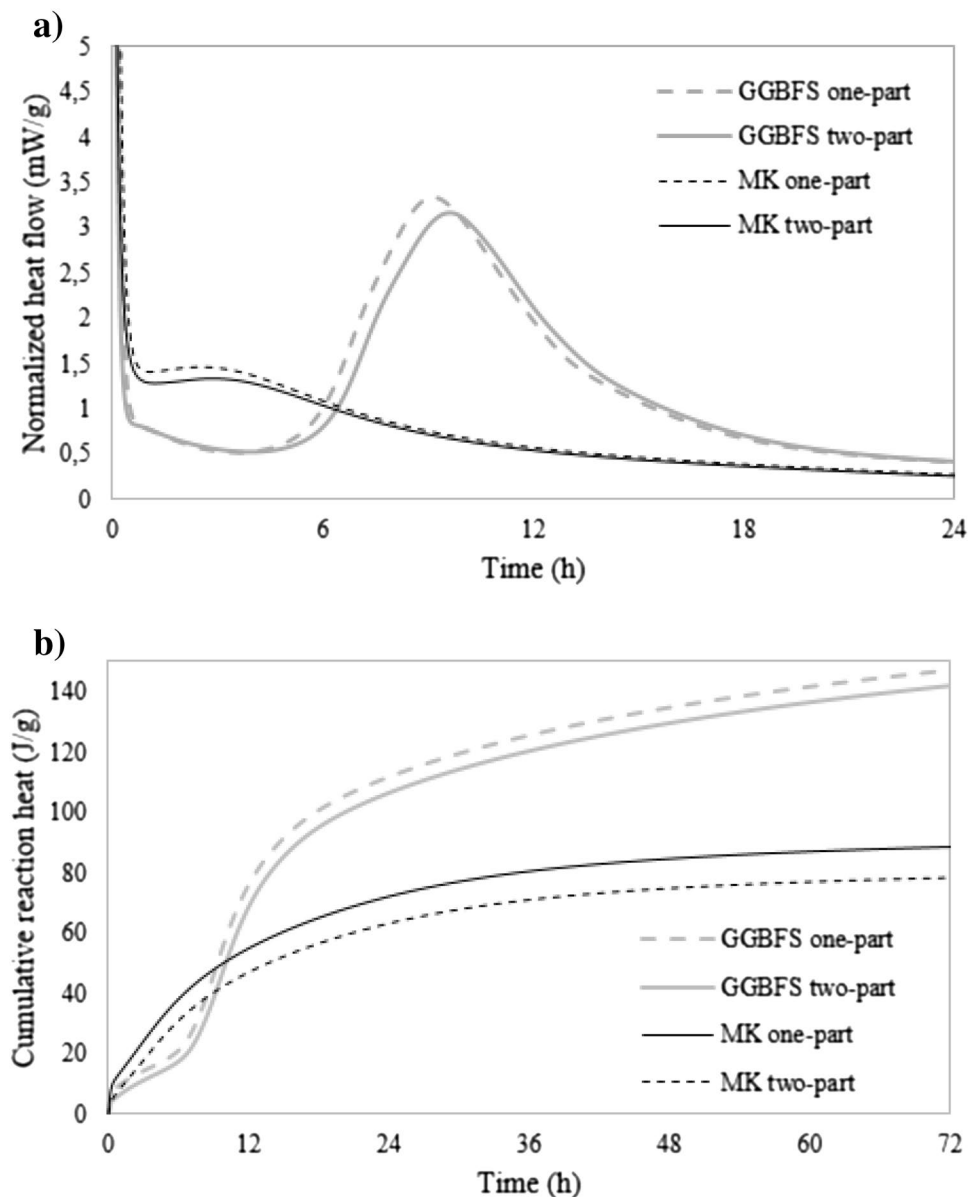 a)
Normalized heat flow (mW/g)
5
4,5
4
3,5
3
2,5
2
1,5
1
0,5
0
GGBFS one-part
GGBFS two-part
MK one-part
MK two-part
0 6 12 18 24
Time (h)
b)
Cumulative reaction heat (J/g)
140
120
100
80
60
40
20
0
GGBFS one-part
GGBFS two-part
MK one-part
MK two-part
0 12 24 36 48 60 72
Time (h)